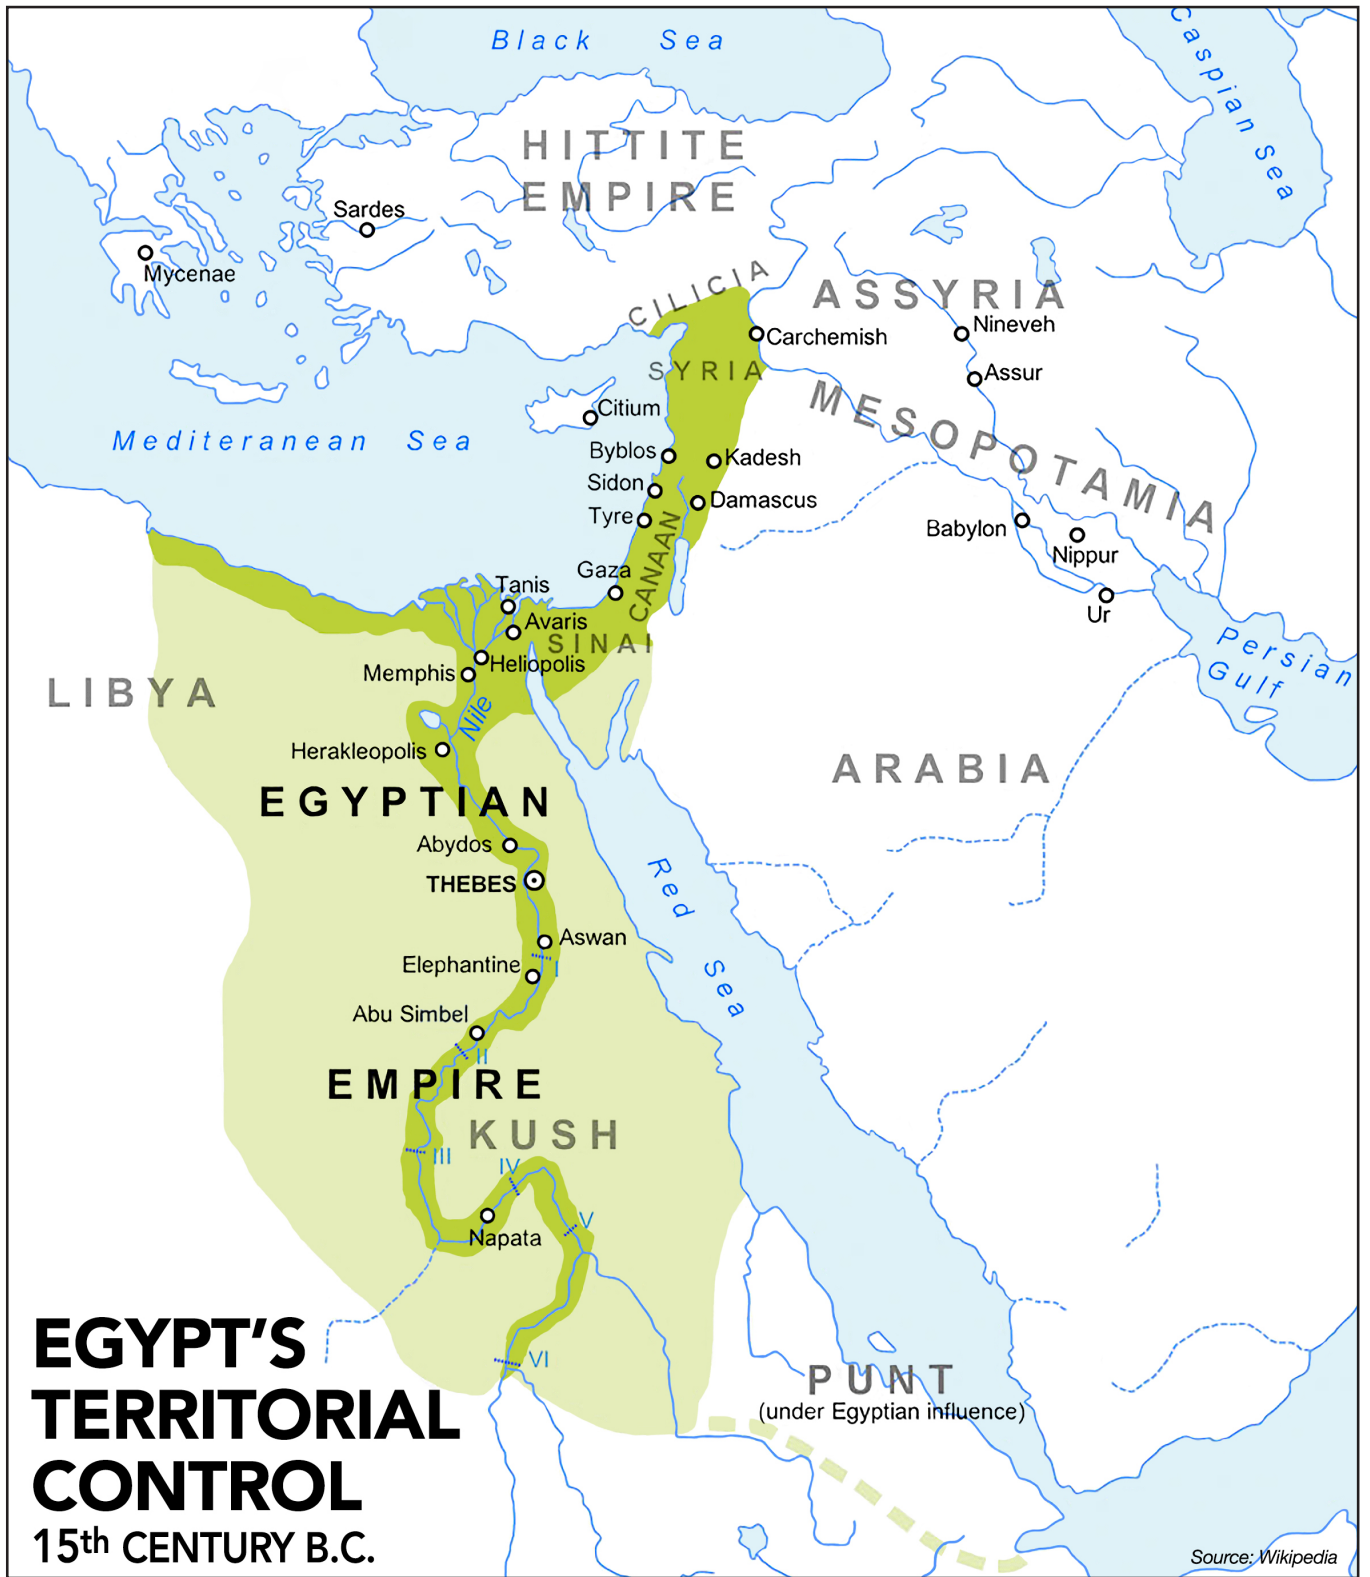 Black Sea
Caspian Sea
HITTITE
EMPIRE
Sardes
Mycenae
CILICIA
ASSYRIA
Nineveh
Carchemish
SYRIA
Assur
MESOPOTAMIA
Citium
Mediteranean Sea
Byblos
Kadesh
Sidon
Damascus
Tyre
CANAAN
Babylon
Nippur
Gaza
Tanis
Ur
Avaris
SINAI
Heliopolis
Memphis
Persian
Gulf
LIBYA
Nile
Herakleopolis
ARABIA
EGYPTIAN
Abydos
THEBES
Red Sea
Aswan
I
Elephantine
Abu Simbel
II
EMPIRE
KUSH
III
IV
V
Napata
VI
PUNT
(under Egyptian influence)
EGYPT’S
TERRITORIAL
CONTROL
15th CENTURY B.C.
Source: Wikipedia